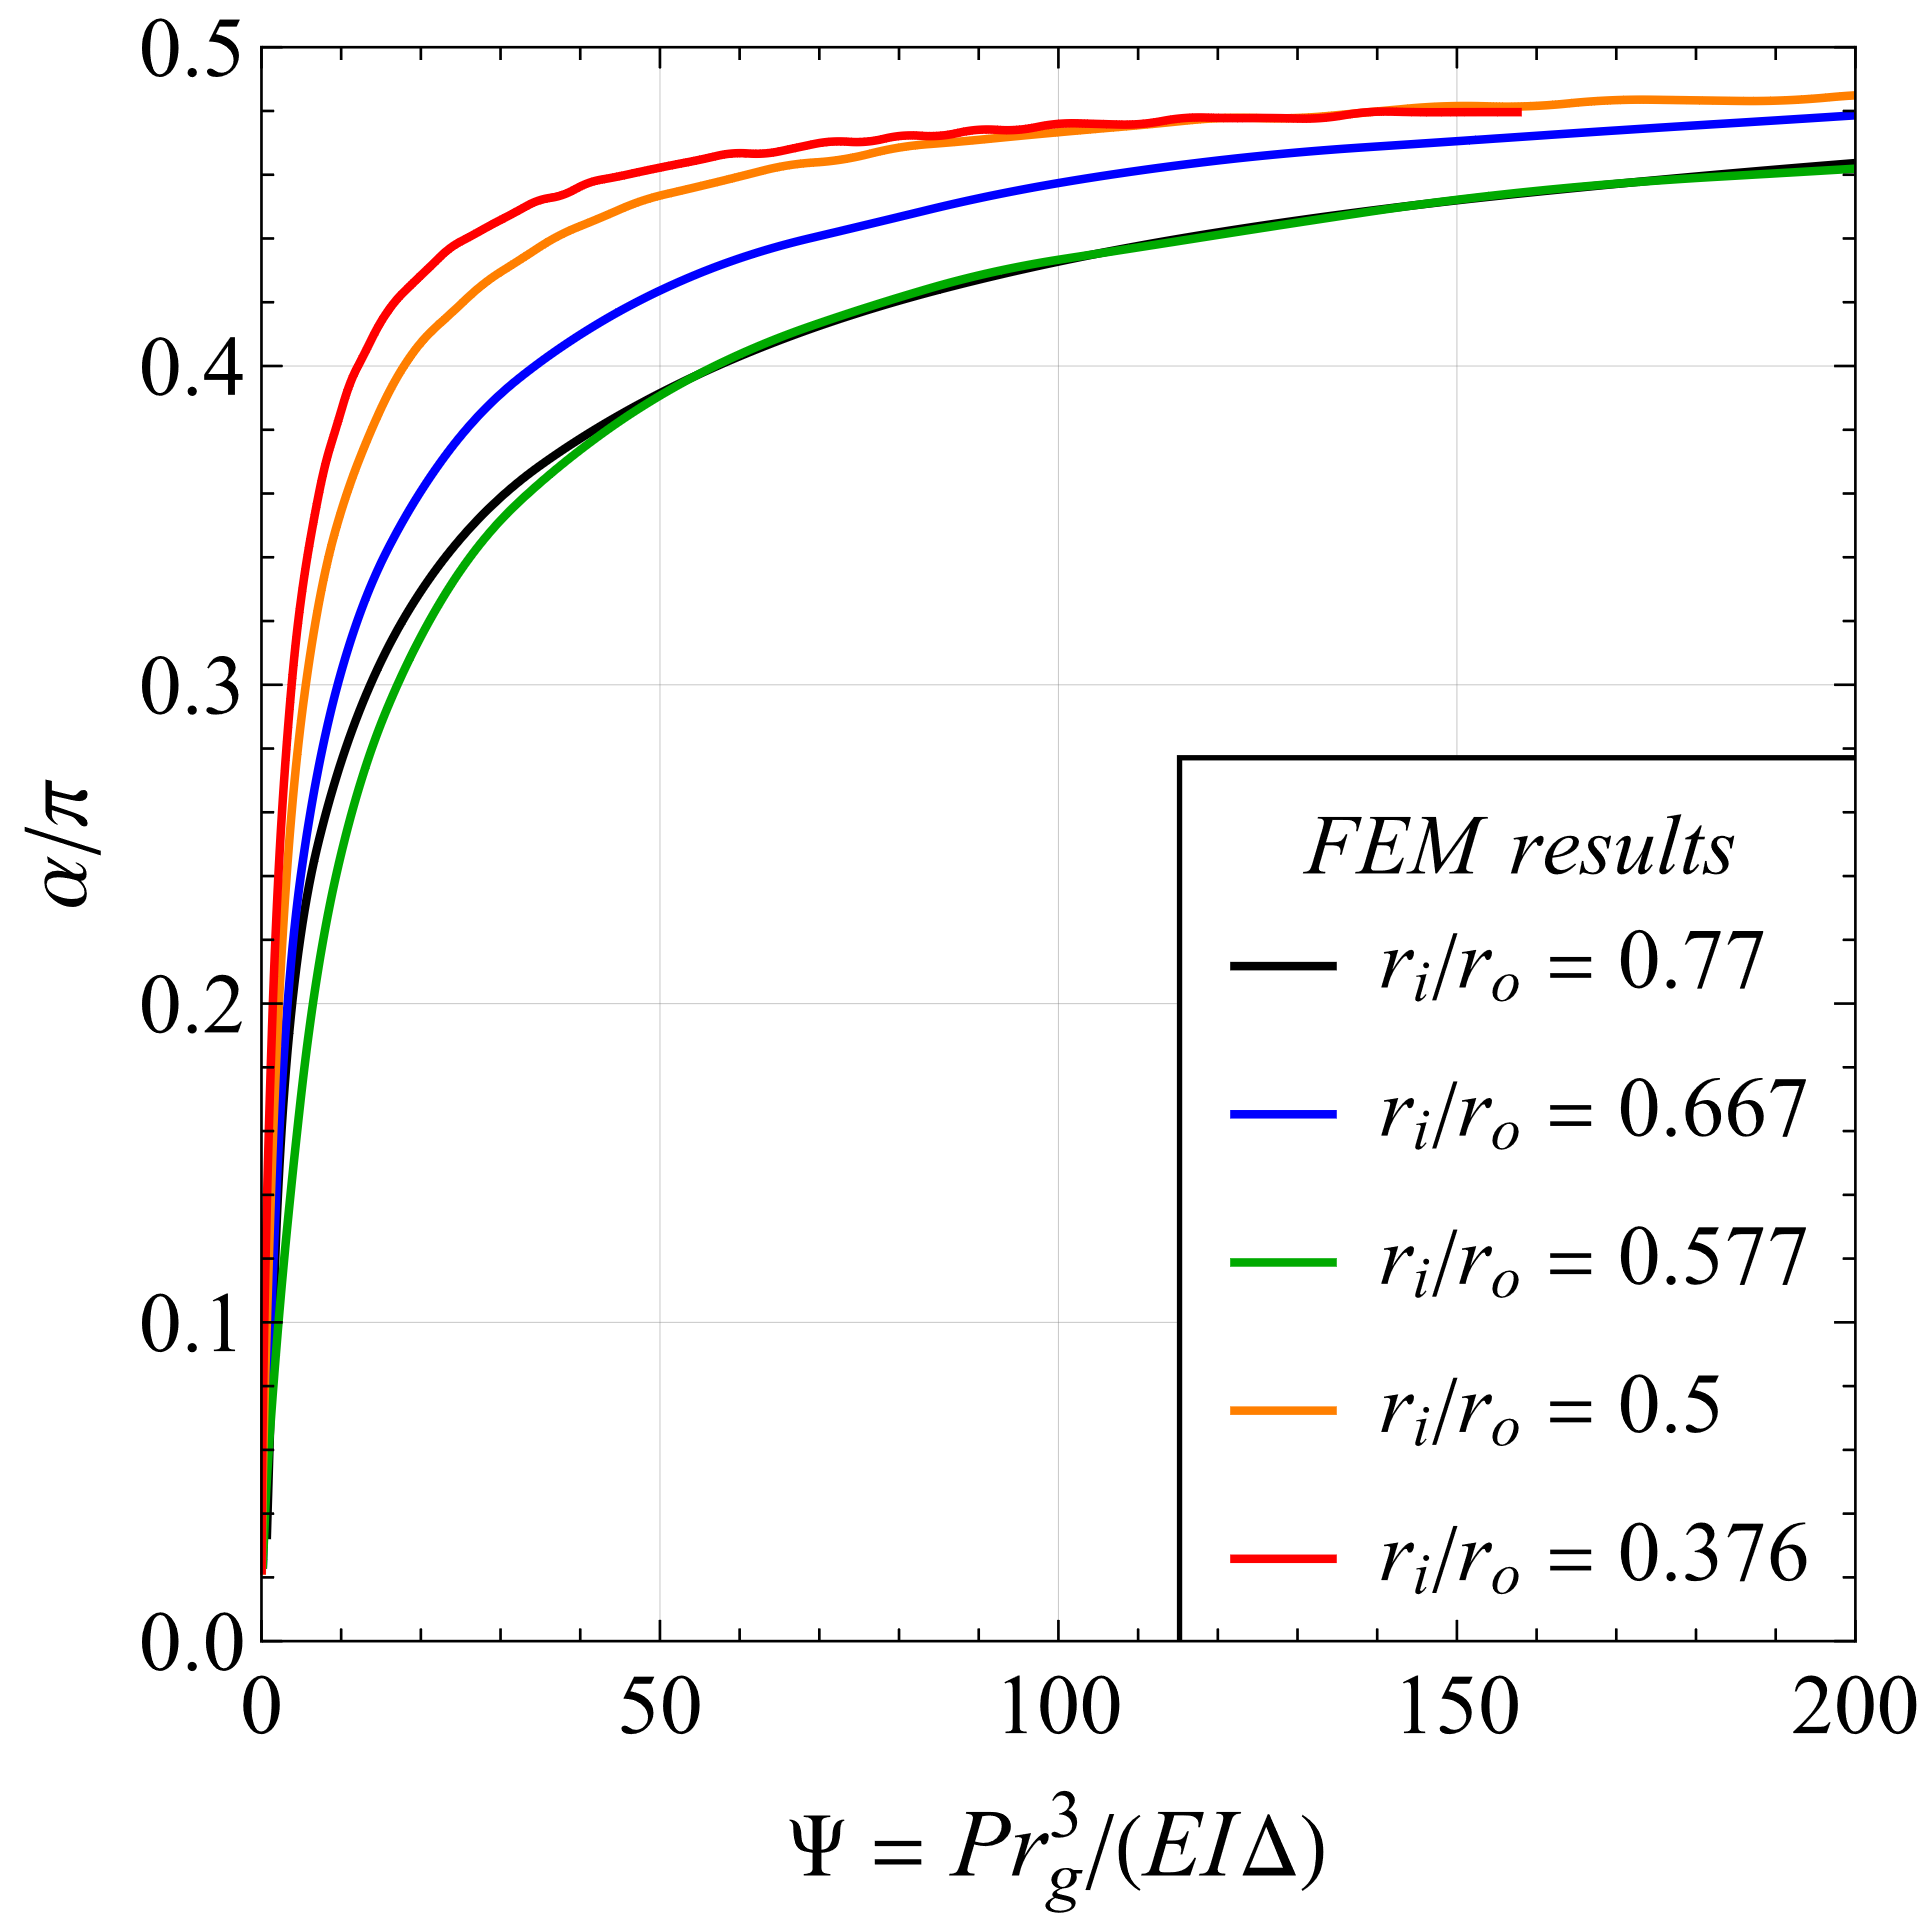 0.5
0.4
0.3
0.2
0.1
0.0
α/π
FEM results
r_i/r_o = 0.77
r_i/r_o = 0.667
r_i/r_o = 0.577
r_i/r_o = 0.5
r_i/r_o = 0.376
0 50 100 150 200
Ψ = Pr_g^3/(EIΔ)